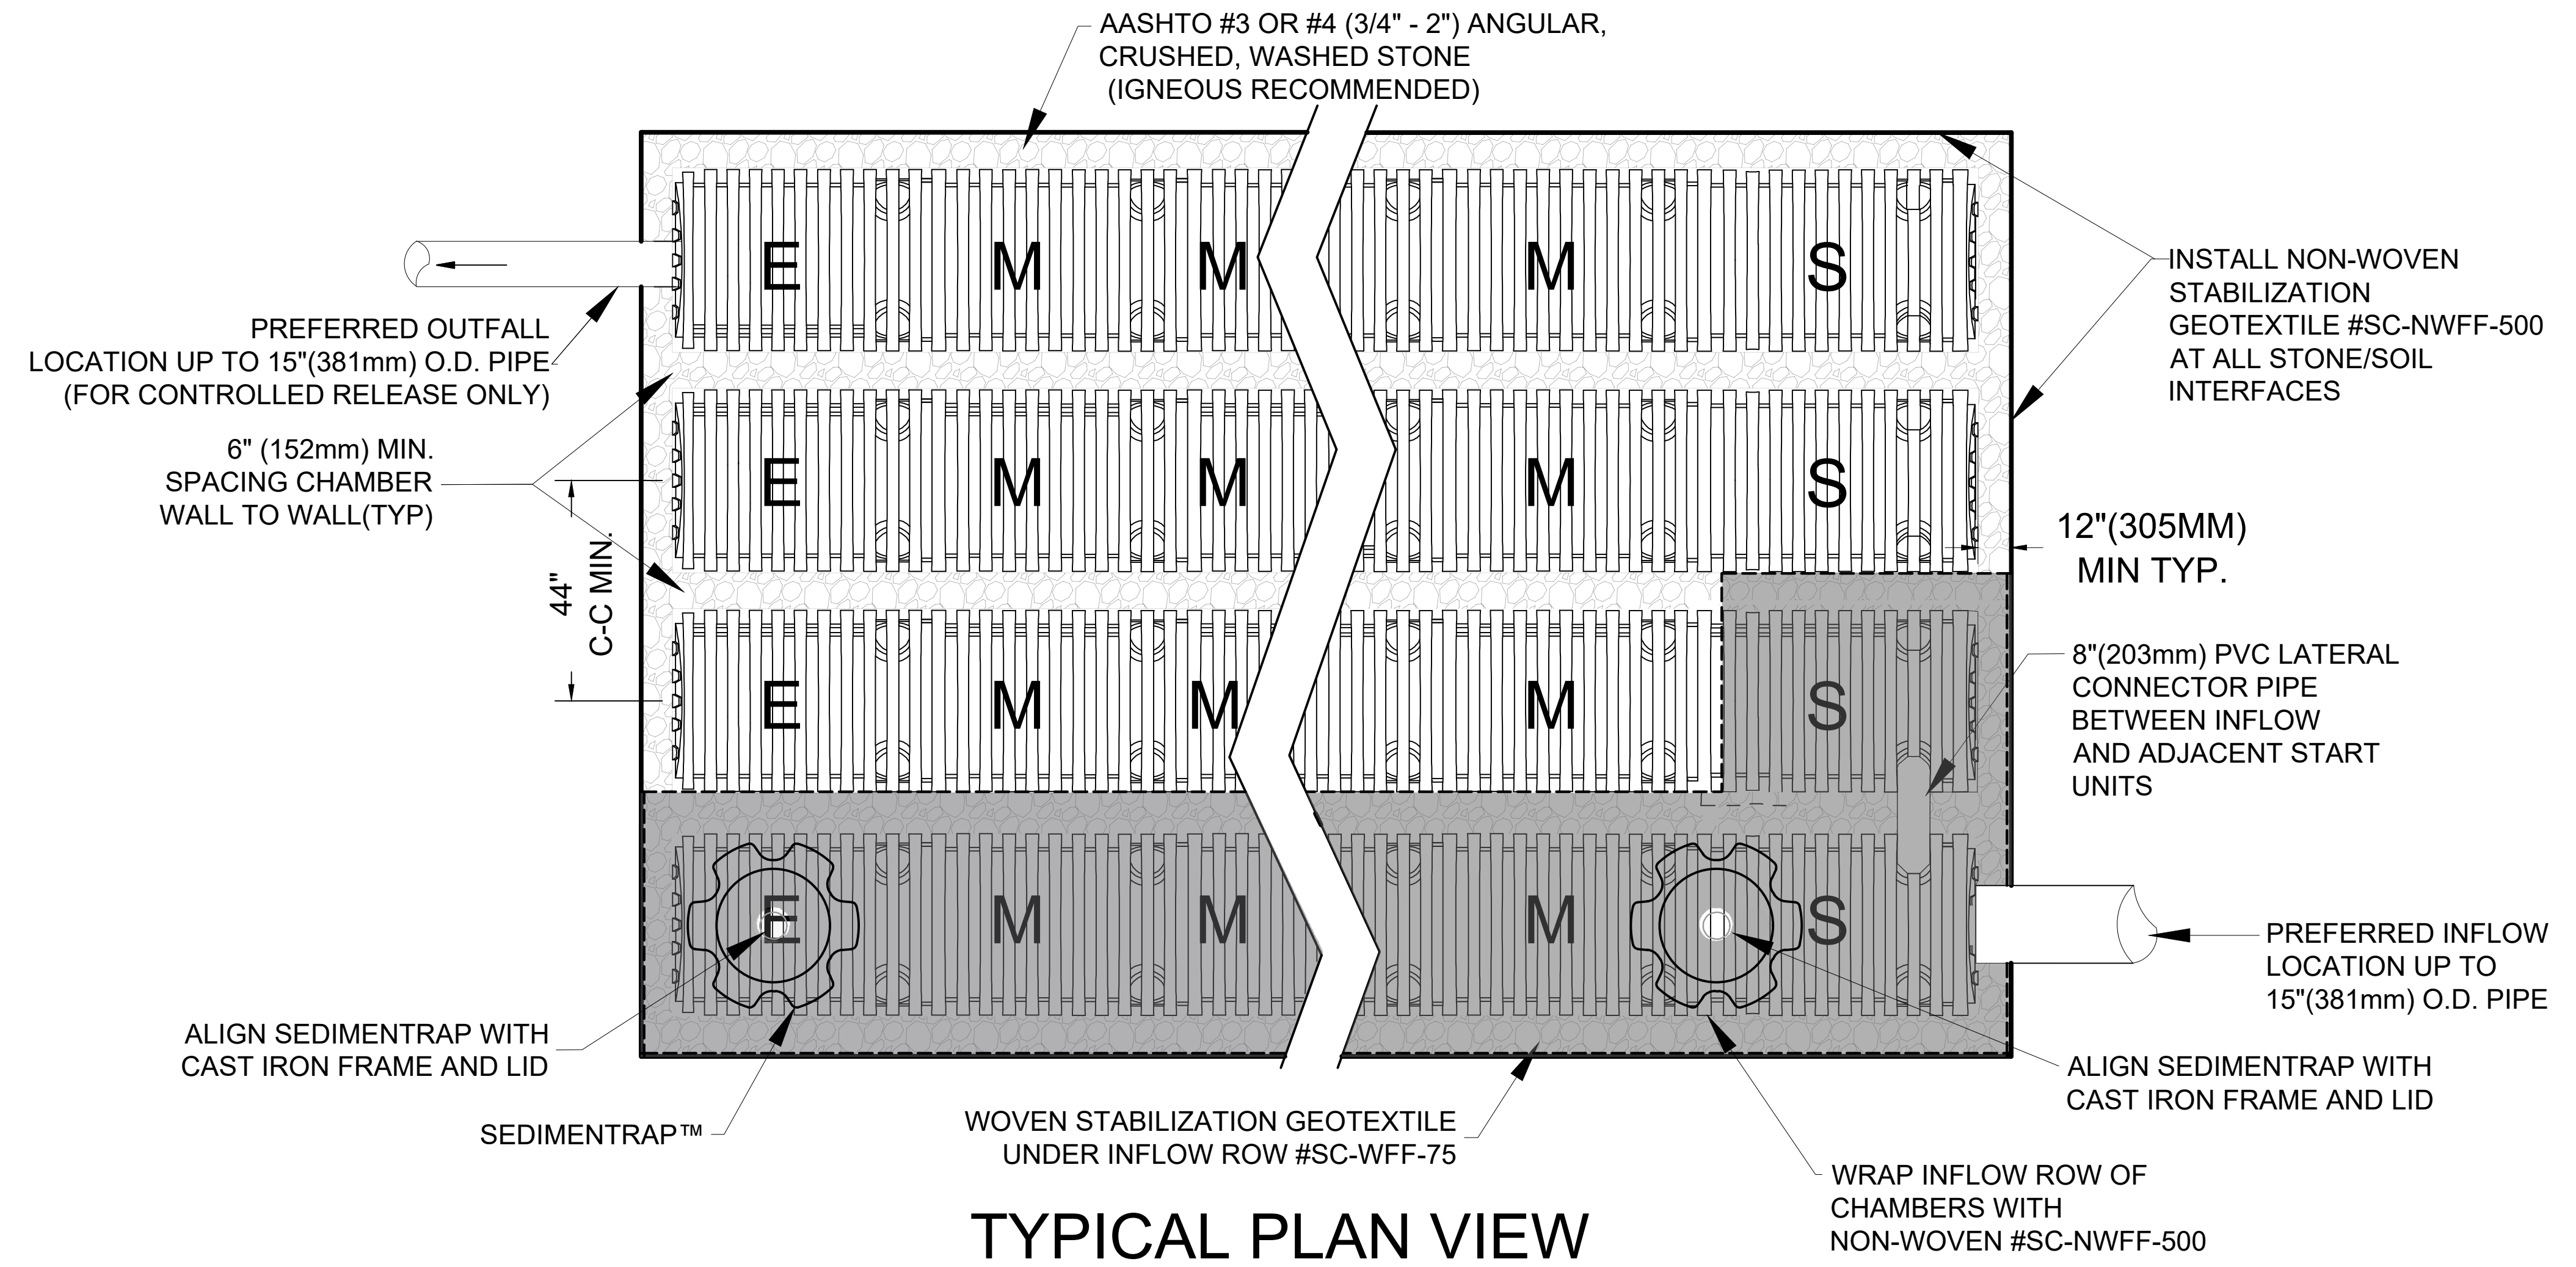 AASHTO #3 OR #4 (3/4" - 2") ANGULAR,
CRUSHED, WASHED STONE
(IGNEOUS RECOMMENDED)
PREFERRED OUTFALL
LOCATION UP TO 15"(381mm) O.D. PIPE
(FOR CONTROLLED RELEASE ONLY)
6" (152mm) MIN.
SPACING CHAMBER
WALL TO WALL(TYP)
44"
C-C MIN.
E M M M S
E M M M S
E M M M S
E M M M S
INSTALL NON-WOVEN
STABILIZATION
GEOTEXTILE #SC-NWFF-500
AT ALL STONE/SOIL
INTERFACES
12"(305MM)
MIN TYP.
8"(203mm) PVC LATERAL
CONNECTOR PIPE
BETWEEN INFLOW
AND ADJACENT START
UNITS
PREFERRED INFLOW
LOCATION UP TO
15"(381mm) O.D. PIPE
ALIGN SEDIMENTRAP WITH
CAST IRON FRAME AND LID
SEDIMENTRAP™
WOVEN STABILIZATION GEOTEXTILE
UNDER INFLOW ROW #SC-WFF-75
ALIGN SEDIMENTRAP WITH
CAST IRON FRAME AND LID
WRAP INFLOW ROW OF
CHAMBERS WITH
NON-WOVEN #SC-NWFF-500
TYPICAL PLAN VIEW